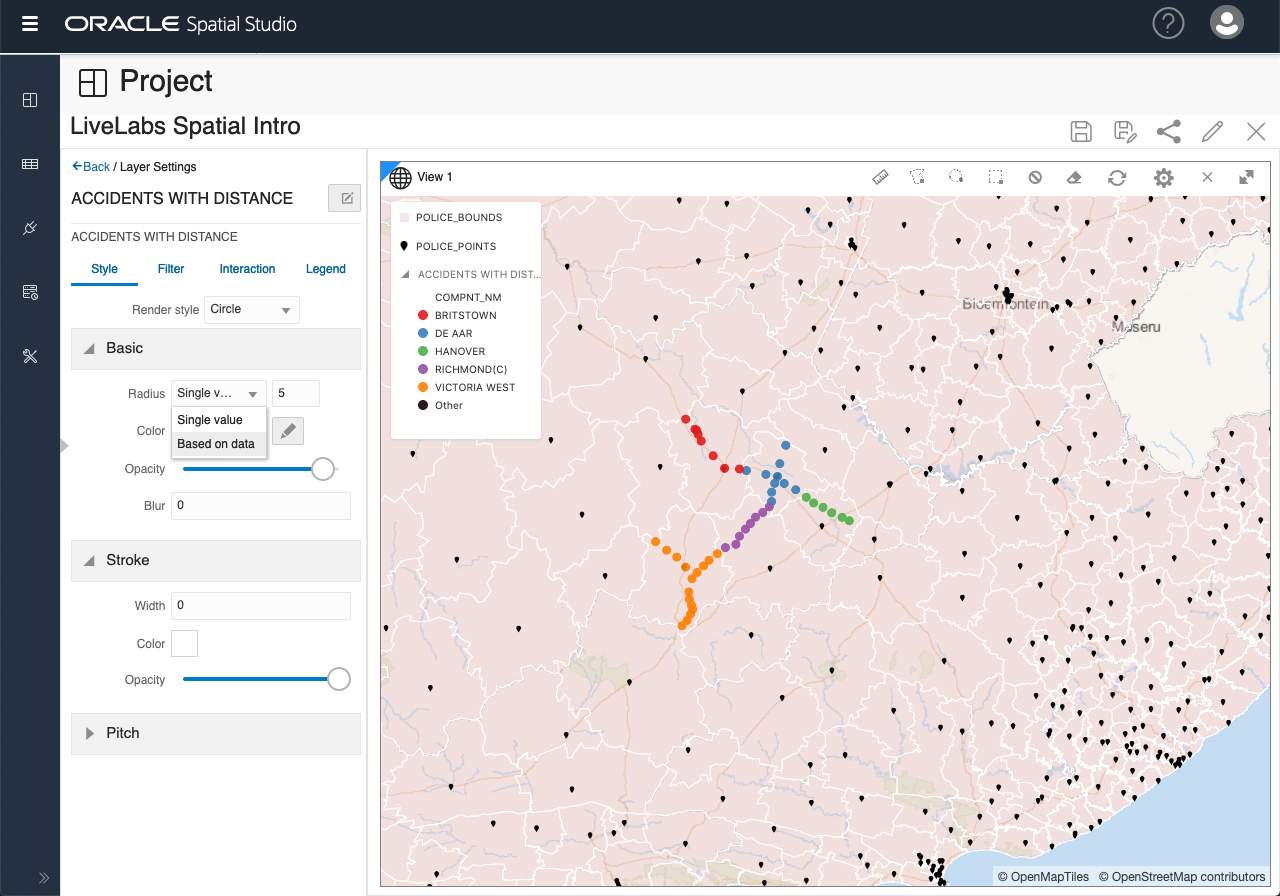 ORACLE Spatial Studio
?
Project
LiveLabs Spatial Intro
Back / Layer Settings
ACCIDENTS WITH DISTANCE
ACCIDENTS WITH DISTANCE
Style Filter Interaction Legend
Render style Circle
Basic
Radius Single v... 5
Single value
Color
Based on data
Opacity
Blur 0
Stroke
Width 0
Color
Opacity
Pitch
View 1
POLICE_BOUNDS
POLICE_POINTS
ACCIDENTS WITH DIST...
COMPNT_NM
BRITSTOWN
DE AAR
HANOVER
RICHMOND(C)
VICTORIA WEST
Other
Bloemfontein
Maseru
© OpenMapTiles © OpenStreetMap contributors